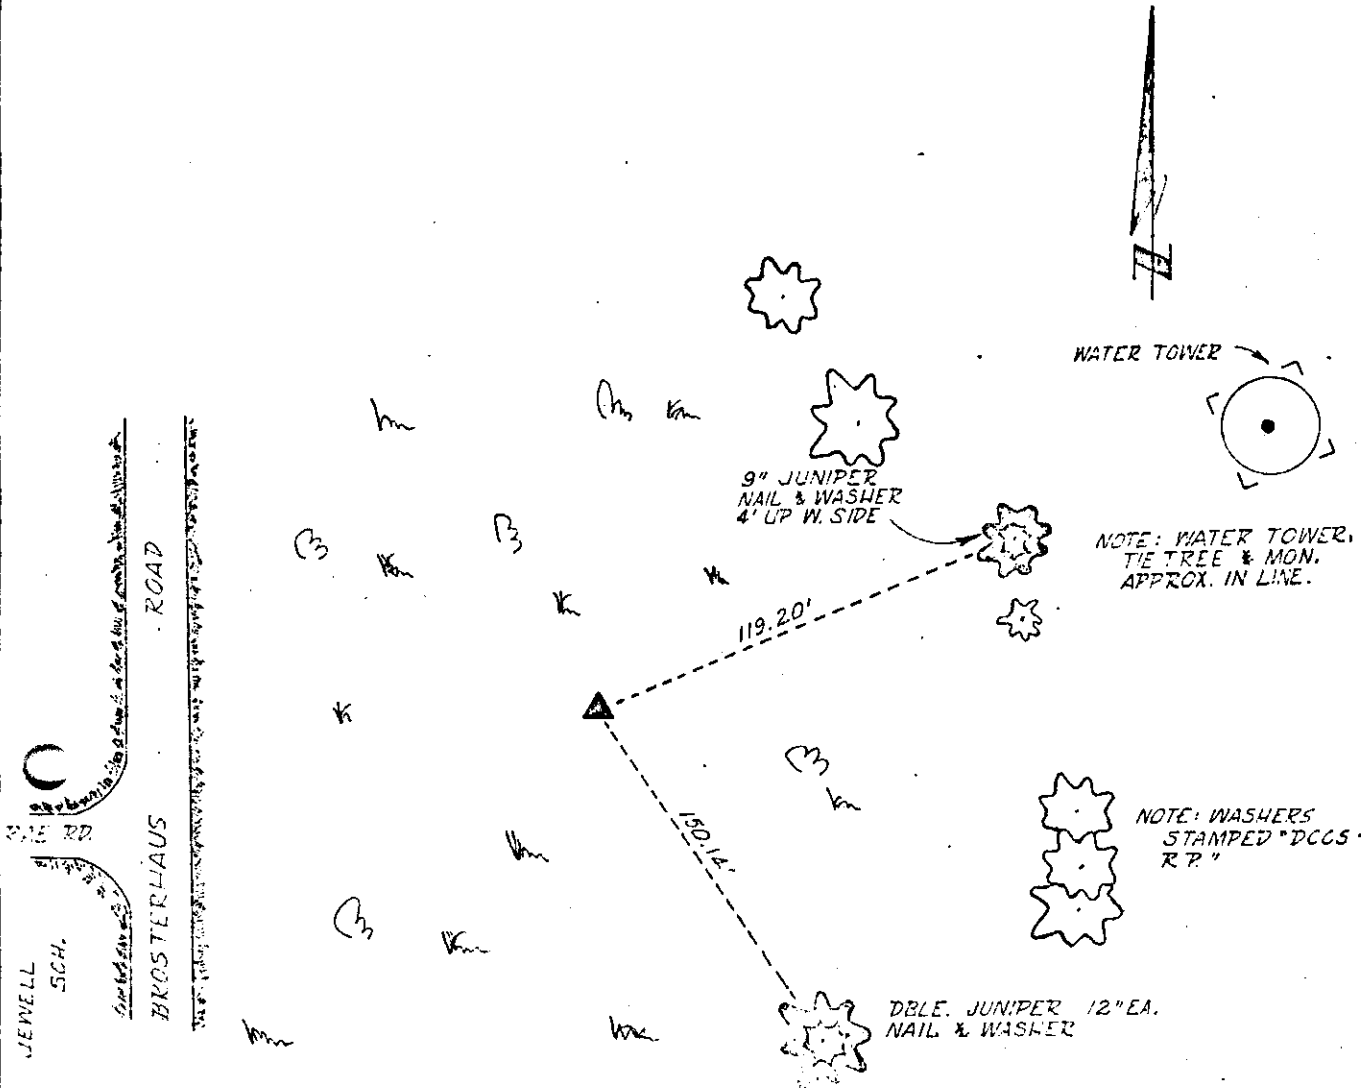 WATER TOWER
9" JUNIPER
NAIL & WASHER
4' UP W. SIDE
NOTE: WATER TOWER,
TIE TREE & MON.
APPROX. IN LINE.
119.20'
150.14'
BROSTERHAUS ROAD
RD.
JEWELL
SCH.
NOTE: WASHERS
STAMPED "DCCS
R.P."
DBLE. JUNIPER 12" EA.
NAIL & WASHER